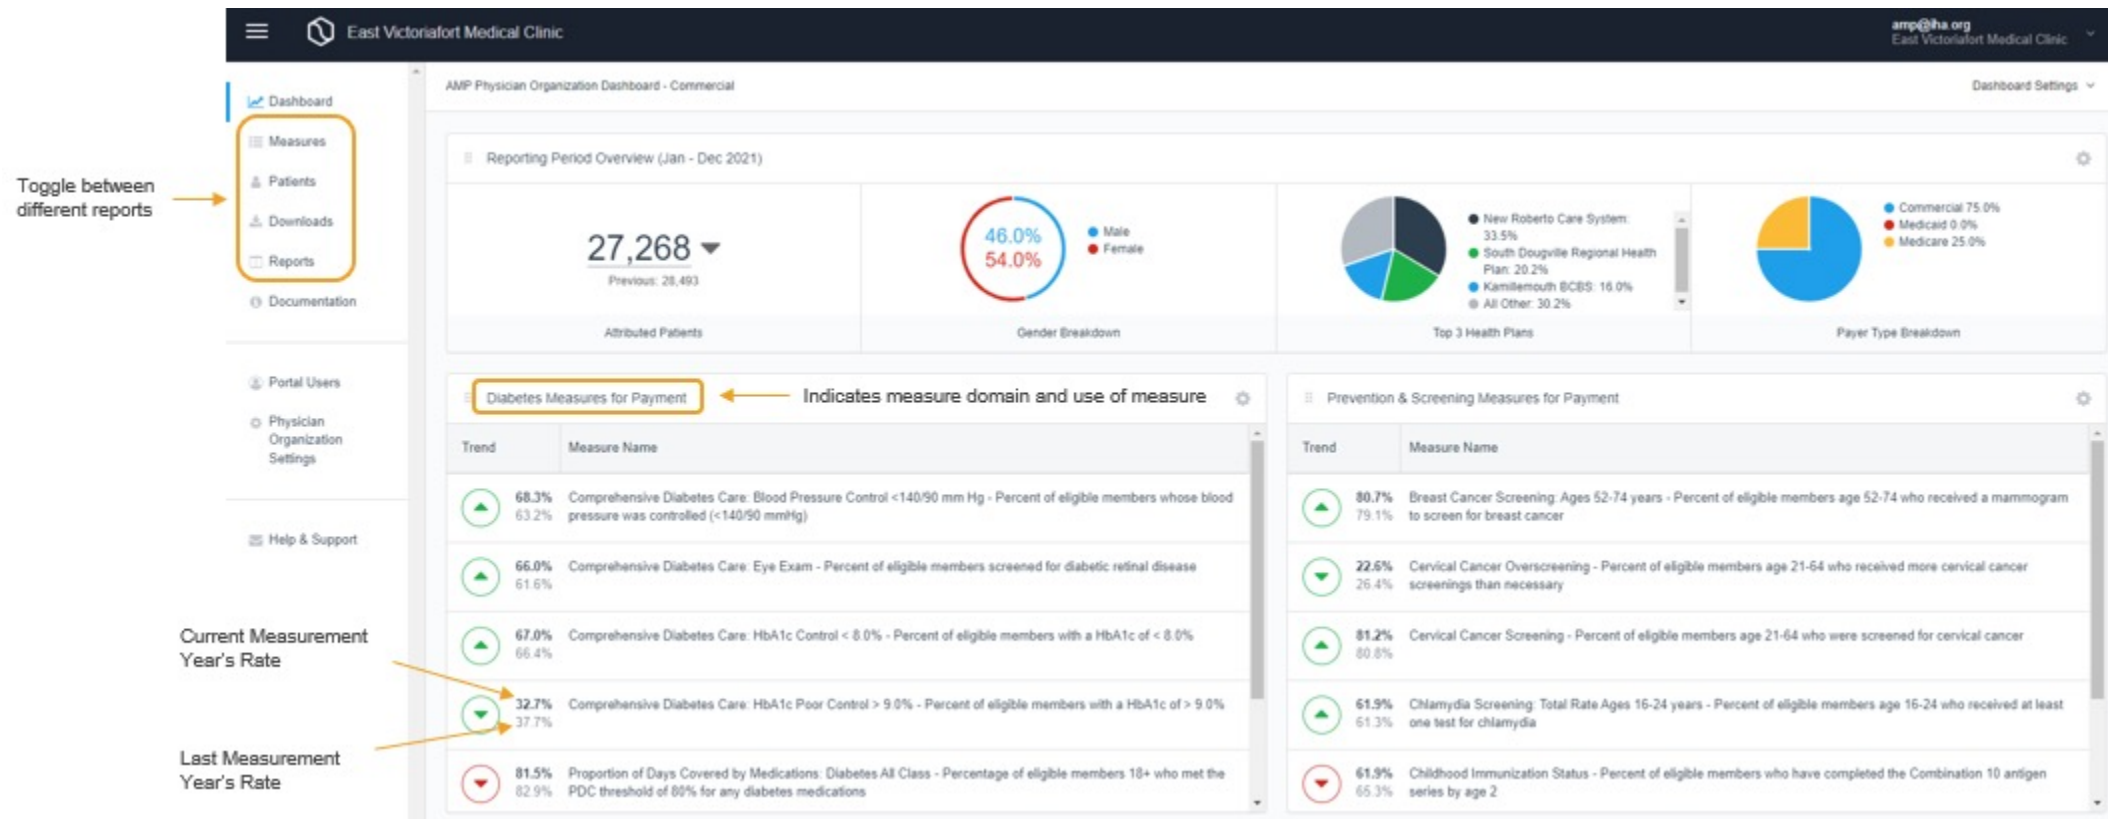 East Victoriafort Medical Clinic
amp@iha.org
East Victoriafort Medical Clinic
Dashboard
Measures
Patients
Downloads
Reports
Documentation
Portal Users
Physician
Organization
Settings
Help & Support
Toggle between
different reports
AMP Physician Organization Dashboard - Commercial
Dashboard Settings
Reporting Period Overview (Jan - Dec 2021)
27,268
Previous: 28,493
Attributed Patients
46.0%
54.0%
Male
Female
Gender Breakdown
New Roberto Care System:
33.5%
South Dougville Regional Health
Plan: 20.2%
Kamillemouth BCBS: 16.0%
All Other: 30.2%
Top 3 Health Plans
Commercial 75.0%
Medicaid 0.0%
Medicare 25.0%
Payer Type Breakdown
Diabetes Measures for Payment
Indicates measure domain and use of measure
Trend
Measure Name
68.3% Comprehensive Diabetes Care: Blood Pressure Control <140/90 mm Hg - Percent of eligible members whose blood
63.2% pressure was controlled (<140/90 mmHg)
66.0% Comprehensive Diabetes Care: Eye Exam - Percent of eligible members screened for diabetic retinal disease
61.6%
67.0% Comprehensive Diabetes Care: HbA1c Control < 8.0% - Percent of eligible members with a HbA1c of < 8.0%
66.4%
32.7% Comprehensive Diabetes Care: HbA1c Poor Control > 9.0% - Percent of eligible members with a HbA1c of > 9.0%
37.7%
81.5% Proportion of Days Covered by Medications: Diabetes All Class - Percentage of eligible members 18+ who met the
82.9% PDC threshold of 80% for any diabetes medications
Current Measurement
Year's Rate
Last Measurement
Year's Rate
Prevention & Screening Measures for Payment
Trend
Measure Name
80.7% Breast Cancer Screening: Ages 52-74 years - Percent of eligible members age 52-74 who received a mammogram
79.1% to screen for breast cancer
22.6% Cervical Cancer Overscreening - Percent of eligible members age 21-64 who received more cervical cancer
26.4% screenings than necessary
81.2% Cervical Cancer Screening - Percent of eligible members age 21-64 who were screened for cervical cancer
80.8%
61.9% Chlamydia Screening: Total Rate Ages 16-24 years - Percent of eligible members age 16-24 who received at least
61.3% one test for chlamydia
61.9% Childhood Immunization Status - Percent of eligible members who have completed the Combination 10 antigen
65.3% series by age 2